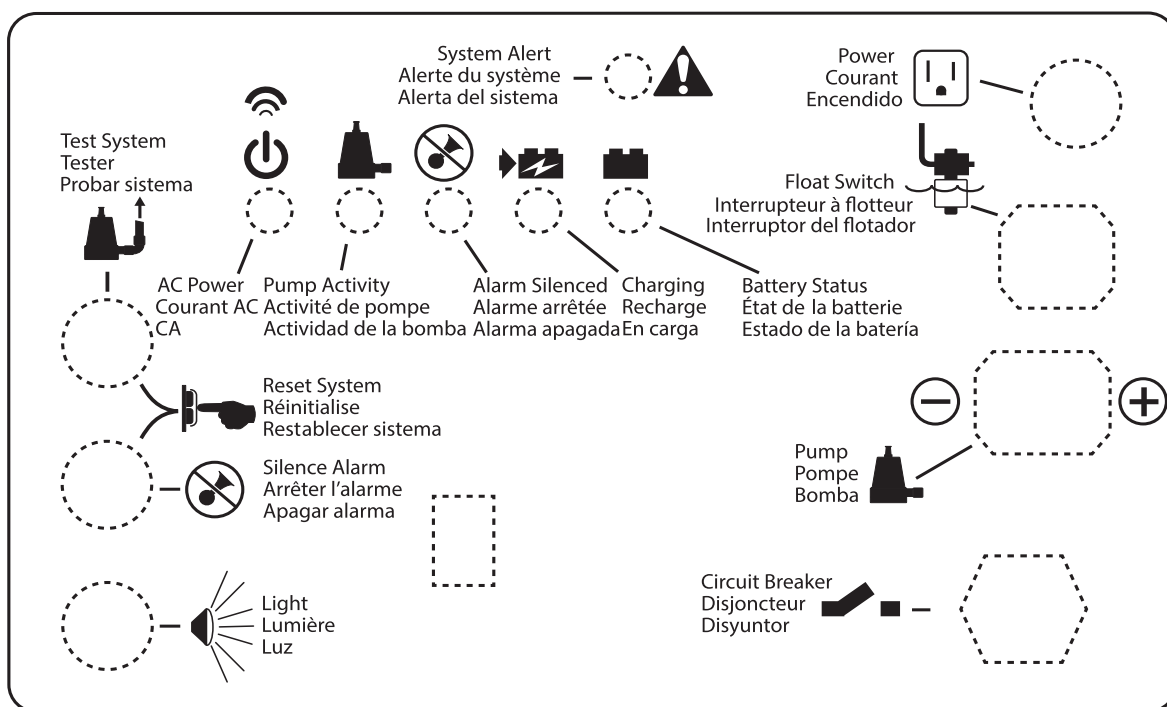 System Alert
Alerte du système
Alerta del sistema
Power
Courant
Encendido
Test System
Tester
Probar sistema
Float Switch
Interrupteur à flotteur
Interruptor del flotador
AC Power
Courant AC
CA
Pump Activity
Activité de pompe
Actividad de la bomba
Alarm Silenced
Alarme arrêtée
Alarma apagada
Charging
Recharge
En carga
Battery Status
État de la batterie
Estado de la batería
Reset System
Réinitialise
Restablecer sistema
Silence Alarm
Arrêter l'alarme
Apagar alarma
Pump
Pompe
Bomba
Light
Lumière
Luz
Circuit Breaker
Disjoncteur
Disyuntor